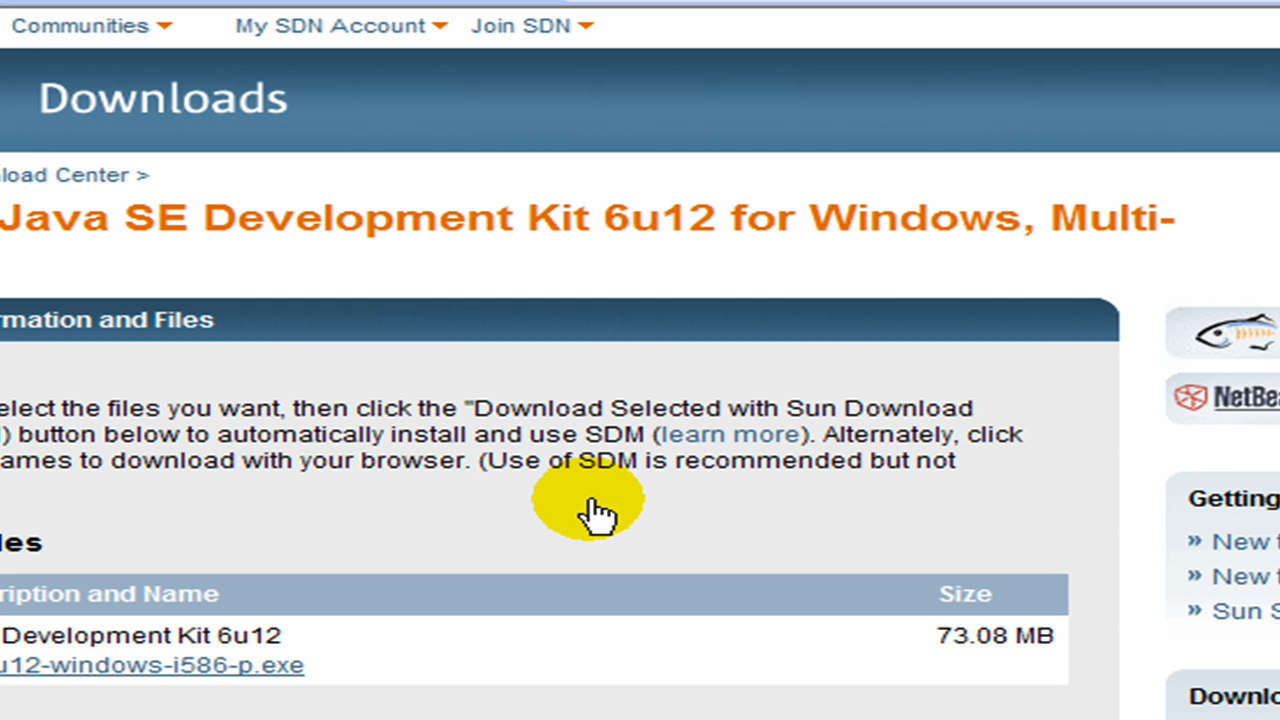 Communities My SDN Account Join SDN
Downloads
load Center >
Java SE Development Kit 6u12 for Windows, Multi-
rmation and Files
elect the files you want, then click the "Download Selected with Sun Download
) button below to automatically install and use SDM (learn more). Alternately, click
ames to download with your browser. (Use of SDM is recommended but not
NetBea
Getting
les
» New t
ription and Name Size
» New t
» Sun S
Development Kit 6u12 73.08 MB
u12-windows-i586-p.exe
Downlo